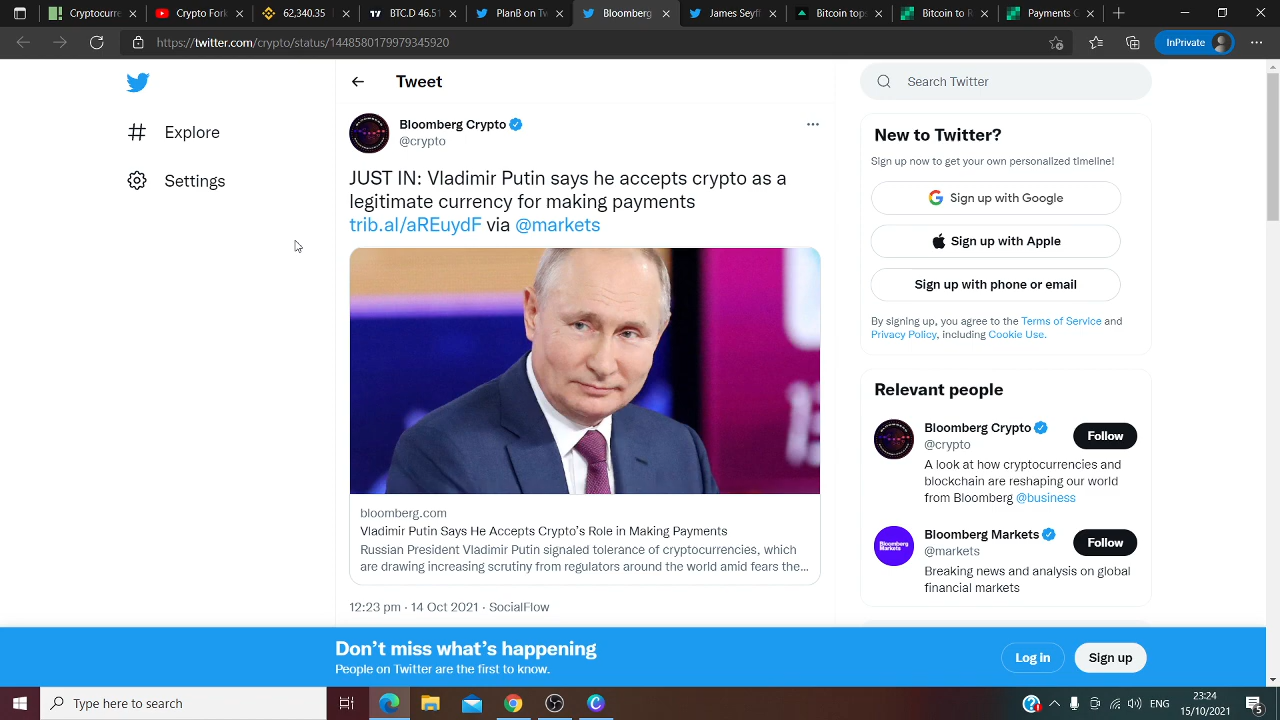 Cryptocurre
Crypto Fork
62,340.35
BTC.D 46.51
PlanB on Tw
Bloomberg
James Seyff
Bitcoin tops
Bitcoin to R
Payments G
https://twitter.com/crypto/status/1448580179979345920
InPrivate
Explore
Settings
Tweet
Bloomberg Crypto
@crypto
JUST IN: Vladimir Putin says he accepts crypto as a
legitimate currency for making payments
trib.al/aREuydF via @markets
bloomberg.com
Vladimir Putin Says He Accepts Crypto's Role in Making Payments
Russian President Vladimir Putin signaled tolerance of cryptocurrencies, which
are drawing increasing scrutiny from regulators around the world amid fears the...
12:23 pm · 14 Oct 2021 · SocialFlow
Search Twitter
New to Twitter?
Sign up now to get your own personalized timeline!
Sign up with Google
Sign up with Apple
Sign up with phone or email
By signing up, you agree to the Terms of Service and
Privacy Policy, including Cookie Use.
Relevant people
Bloomberg Crypto
@crypto
Follow
A look at how cryptocurrencies and
blockchain are reshaping our world
from Bloomberg @business
Bloomberg Markets
@markets
Follow
Breaking news and analysis on global
financial markets
Don't miss what's happening
People on Twitter are the first to know.
Log in
Sign up
Type here to search
ENG
23:24
15/10/2021
5